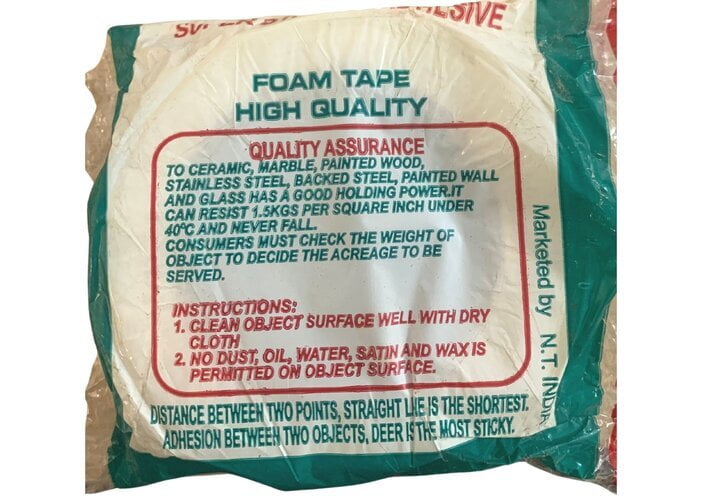 FOAM TAPE
HIGH QUALITY
QUALITY ASSURANCE
TO CERAMIC, MARBLE, PAINTED WOOD,
STAINLESS STEEL, BACKED STEEL, PAINTED WALL
AND GLASS HAS A GOOD HOLDING POWER.IT
CAN RESIST 1.5KGS PER SQUARE INCH UNDER
40°C AND NEVER FALL.
CONSUMERS MUST CHECK THE WEIGHT OF
OBJECT TO DECIDE THE ACREAGE TO BE
SERVED.
INSTRUCTIONS:
1. CLEAN OBJECT SURFACE WELL WITH DRY
CLOTH
2. NO DUST, OIL, WATER, SATIN AND WAX IS
PERMITTED ON OBJECT SURFACE.
DISTANCE BETWEEN TWO POINTS, STRAIGHT LIE IS THE SHORTEST.
ADHESION BETWEEN TWO OBJECTS, DEER IS THE MOST STICKY.
Marketed by N.T.